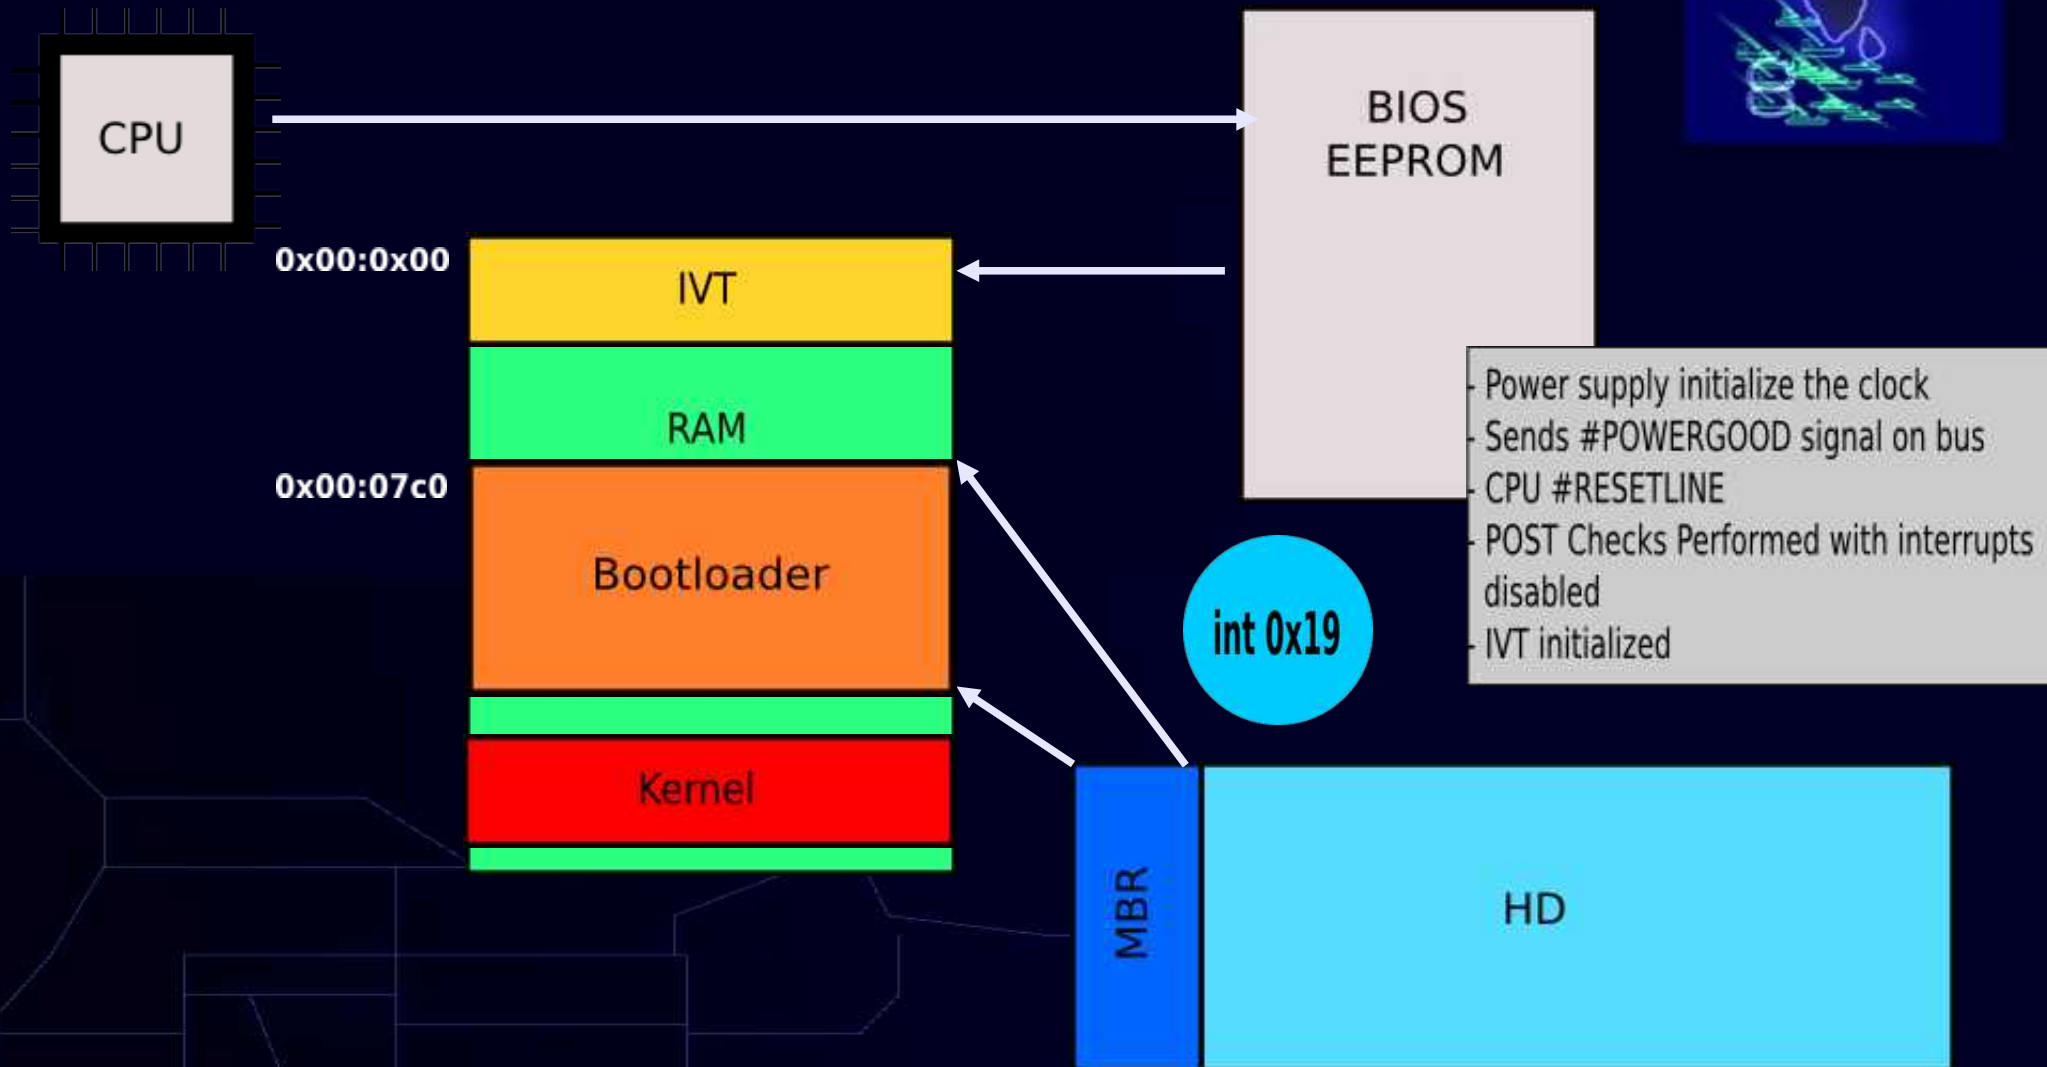 CPU
BIOS
EEPROM
0x00:0x00
IVT
RAM
0x00:07c0
Bootloader
Kernel
- Power supply initialize the clock
- Sends #POWERGOOD signal on bus
- CPU #RESETLINE
- POST Checks Performed with interrupts
disabled
- IVT initialized
int 0x19
MBR
HD